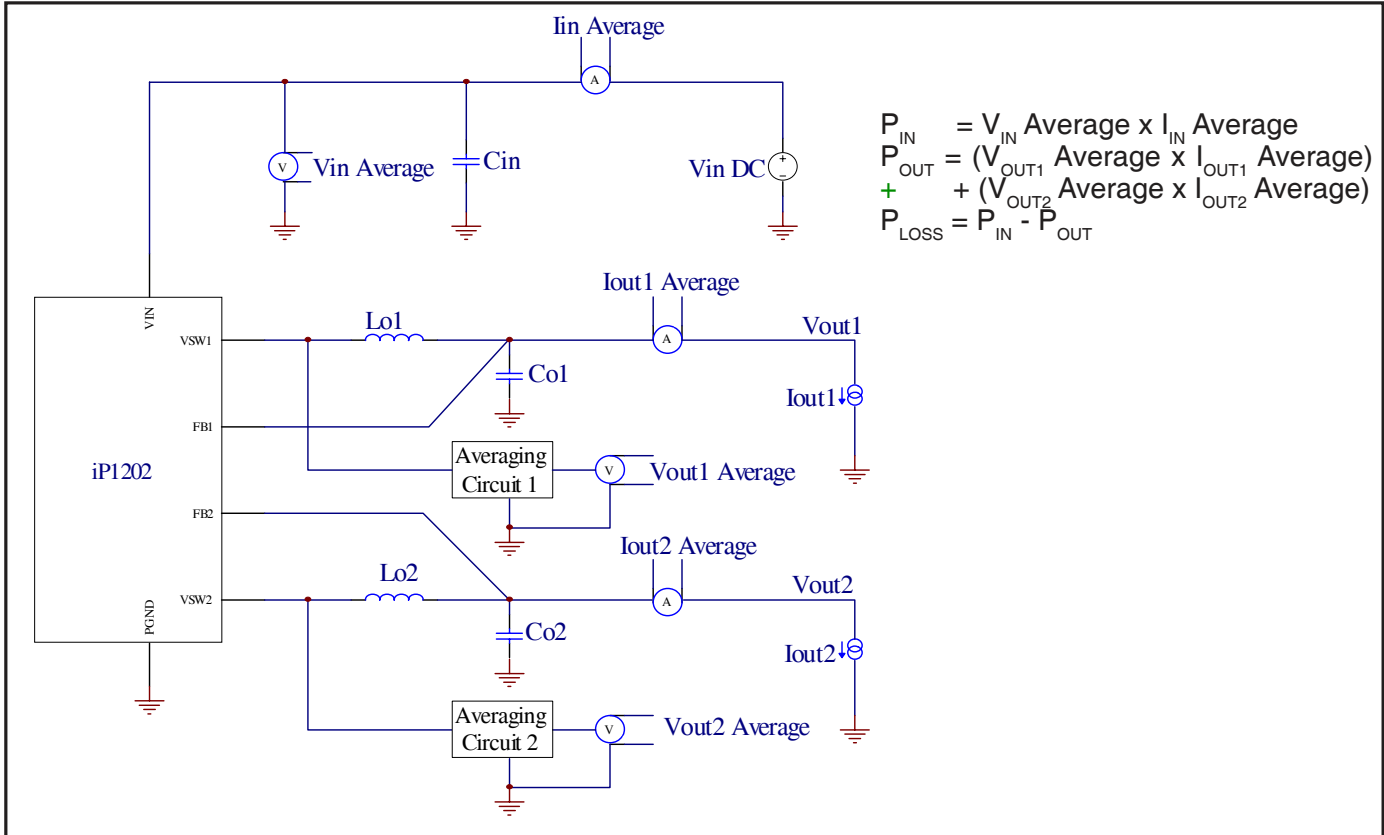 Iin Average
A
V
Vin Average
Cin
Vin DC
+
−
P_IN = V_IN Average x I_IN Average
P_OUT = (V_OUT1 Average x I_OUT1 Average)
+ + (V_OUT2 Average x I_OUT2 Average)
P_LOSS = P_IN - P_OUT
VIN
Iout1 Average
VSW1
Lo1
A
Vout1
Co1
Iout1
FB1
iP1202
Averaging
Circuit 1
V
Vout1 Average
FB2
Iout2 Average
VSW2
Lo2
A
Vout2
PGND
Co2
Iout2
Averaging
Circuit 2
V
Vout2 Average